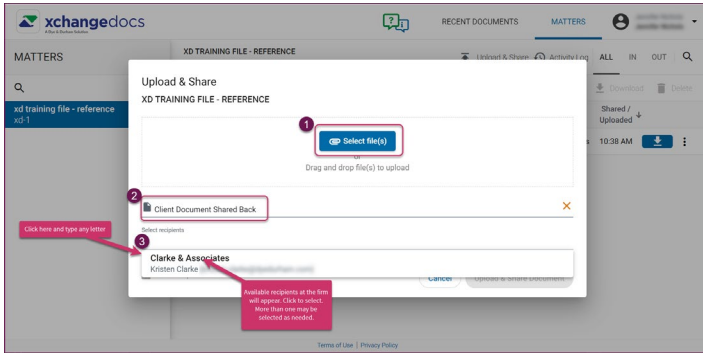 xchangedocs
A Dye & Durham Solution
RECENT DOCUMENTS
MATTERS
MATTERS
XD TRAINING FILE - REFERENCE
Upload & Share
Activity Log
ALL
IN
OUT
Download
Delete
xd training file - reference
xd-1
Shared /
Uploaded
10:38 AM
Upload & Share
XD TRAINING FILE - REFERENCE
1
Select file(s)
or
Drag and drop file(s) to upload
2
Client Document Shared Back
Select recipients
3
Click here and type any letter
Clarke & Associates
Kristen Clarke
Cancel
Upload & Share Document
Available recipients at the firm
will appear. Click to select.
More than one may be
selected as needed.
Terms of Use | Privacy Policy